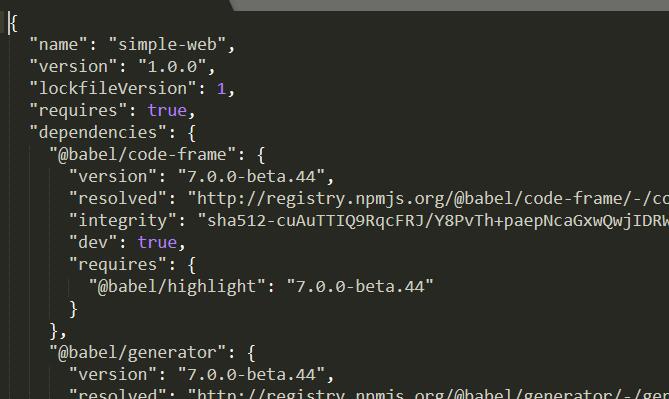 {
  "name": "simple-web",
  "version": "1.0.0",
  "lockfileVersion": 1,
  "requires": true,
  "dependencies": {
    "@babel/code-frame": {
      "version": "7.0.0-beta.44",
      "resolved": "http://registry.npmjs.org/@babel/code-frame/-/co
      "integrity": "sha512-cuAuTTIQ9RqcFRJ/Y8PvTh+paepNcaGxwQwjIDRW
      "dev": true,
      "requires": {
        "@babel/highlight": "7.0.0-beta.44"
      }
    },
    "@babel/generator": {
      "version": "7.0.0-beta.44",
      "resolved": "http://registry.npmjs.org/@babel/generator/-/gen